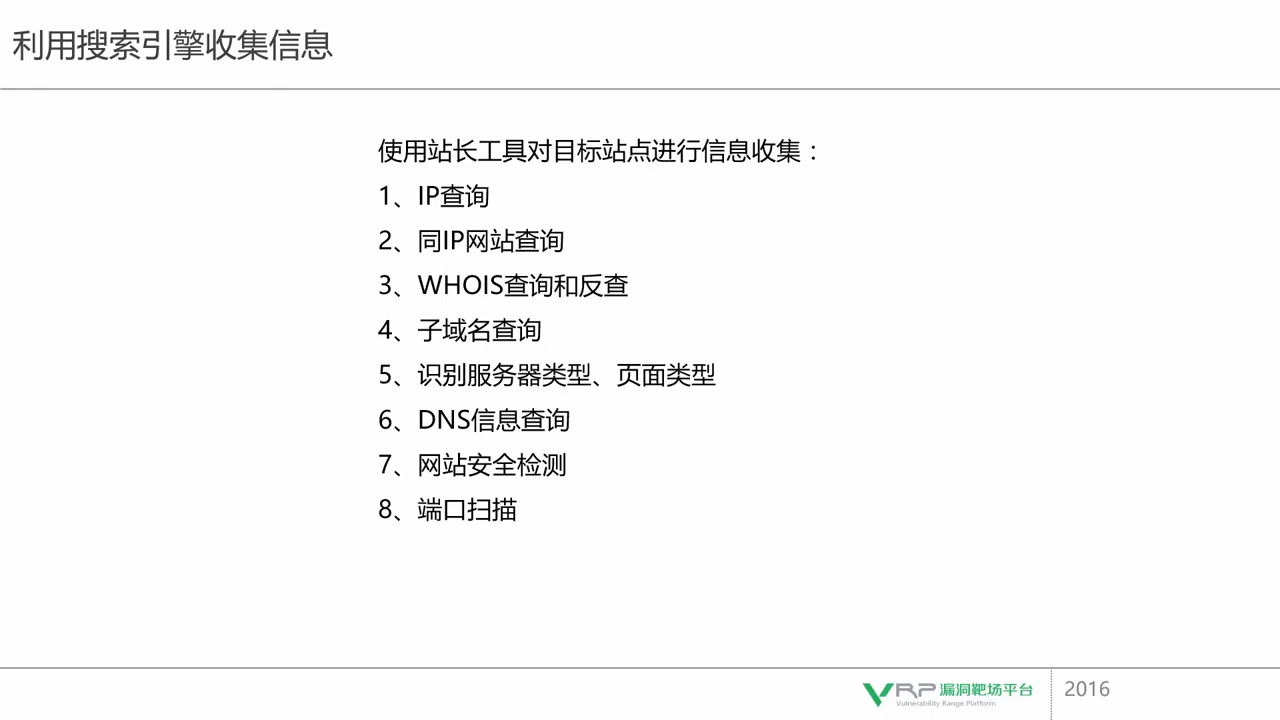 利用搜索引擎收集信息
使用站长工具对目标站点进行信息收集：
1、IP查询
2、同IP网站查询
3、WHOIS查询和反查
4、子域名查询
5、识别服务器类型、页面类型
6、DNS信息查询
7、网站安全检测
8、端口扫描
VRP 漏洞靶场平台
Vulnerability Range Platform
2016